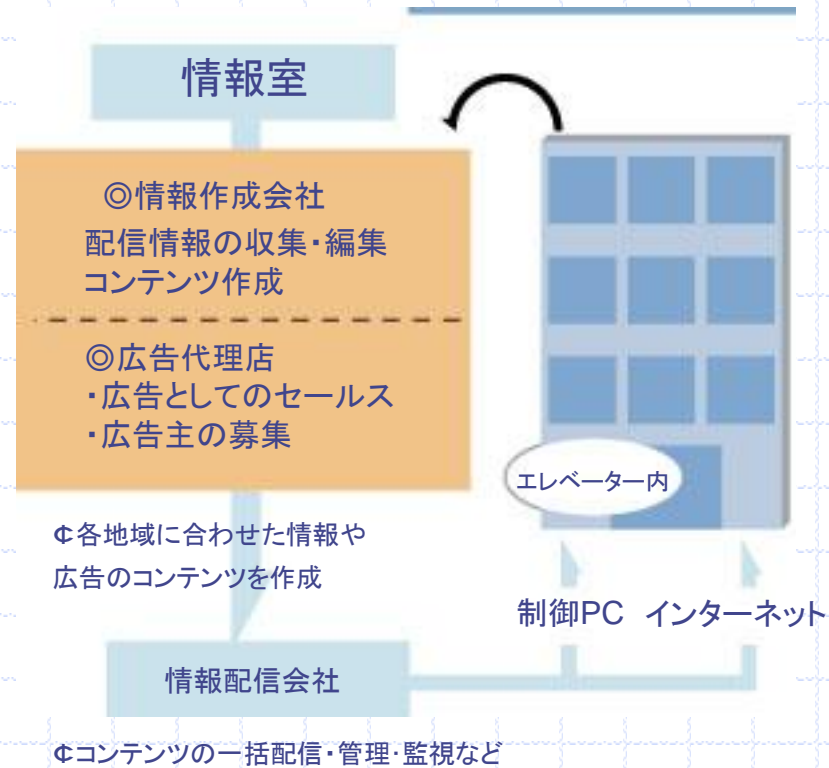 情報室
◎情報作成会社
配信情報の収集・編集
コンテンツ作成
◎広告代理店
・広告としてのセールス
・広告主の募集
エレベーター内
¢各地域に合わせた情報や
広告のコンテンツを作成
制御PC インターネット
情報配信会社
¢コンテンツの一括配信・管理・監視など